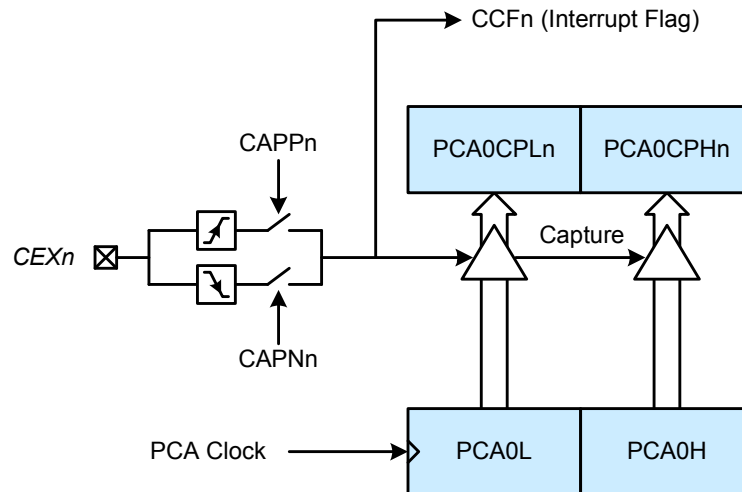 CCFn (Interrupt Flag)
PCA0CPLn PCA0CPHn
CAPPn
CEXn
Capture
CAPNn
PCA Clock PCA0L PCA0H